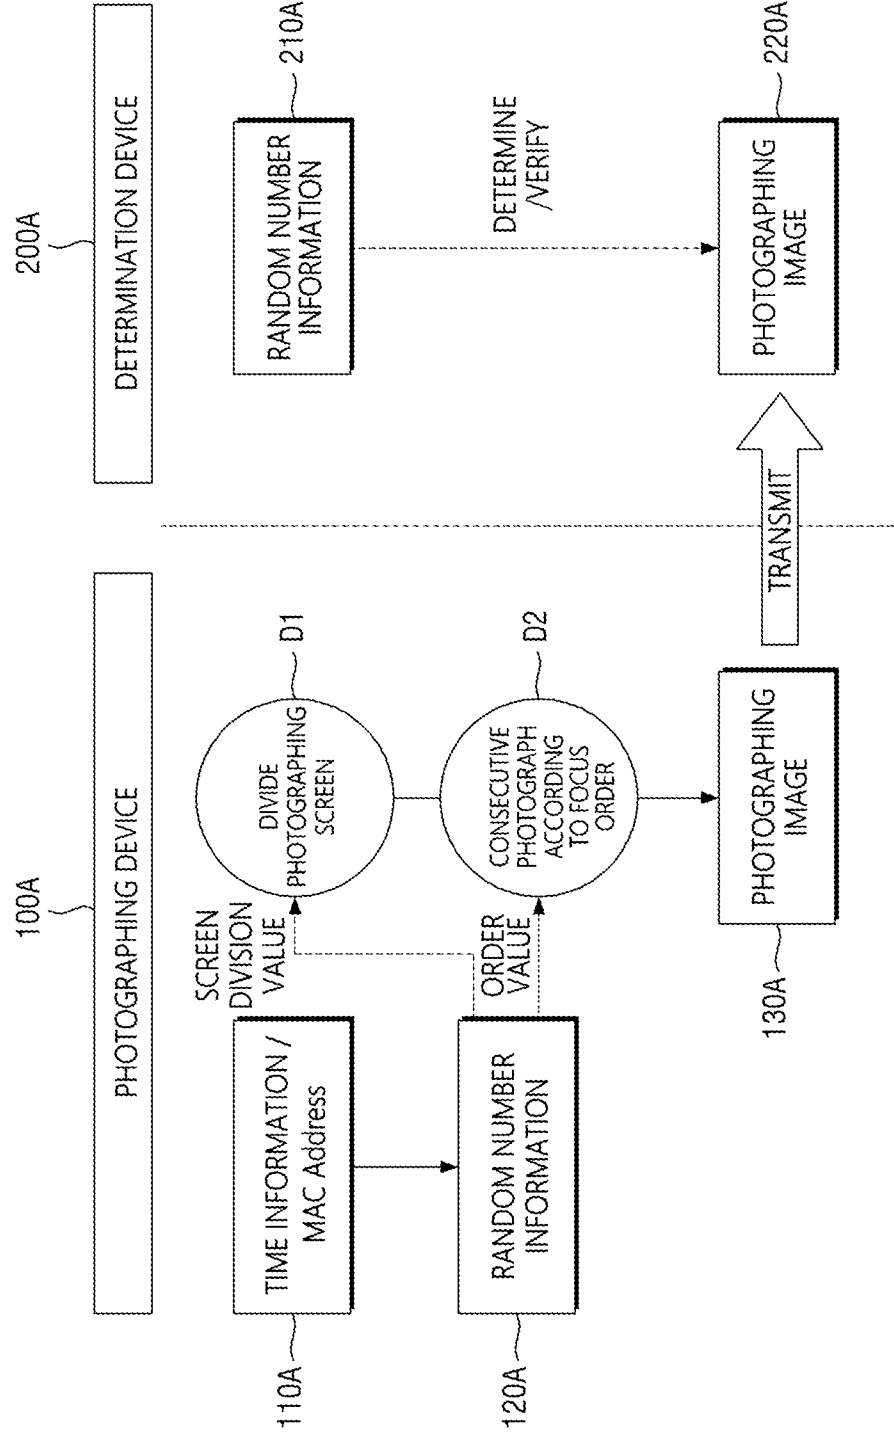 100A
200A
PHOTOGRAPHING DEVICE
DETERMINATION DEVICE
110A
TIME INFORMATION /
MAC Address
SCREEN
DIVISION
VALUE
DIVIDE
PHOTOGRAPHING
SCREEN
D1
RANDOM NUMBER
INFORMATION
210A
120A
RANDOM NUMBER
INFORMATION
ORDER
VALUE
CONSECUTIVE
PHOTOGRAPH
ACCORDING
TO FOCUS
ORDER
D2
DETERMINE
/VERIFY
130A
PHOTOGRAPHING
IMAGE
TRANSMIT
PHOTOGRAPHING
IMAGE
220A